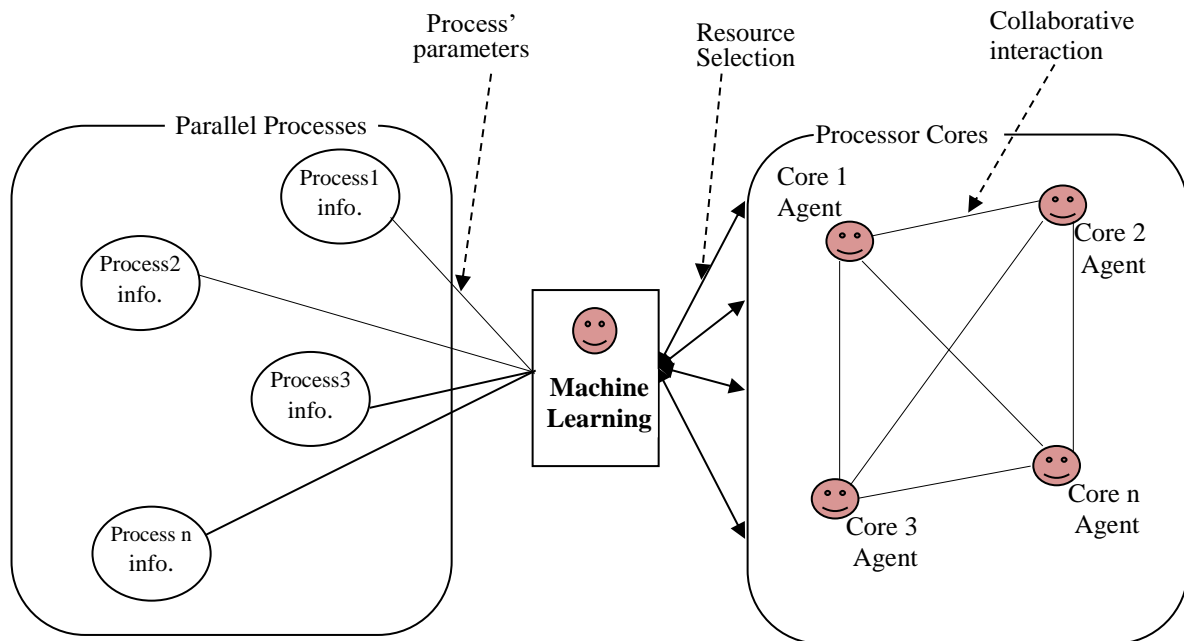 Process’
parameters
Resource
Selection
Collaborative
interaction
Parallel Processes
Process1
info.
Process2
info.
Process3
info.
Process n
info.
Machine
Learning
Processor Cores
Core 1
Agent
Core 2
Agent
Core 3
Agent
Core n
Agent